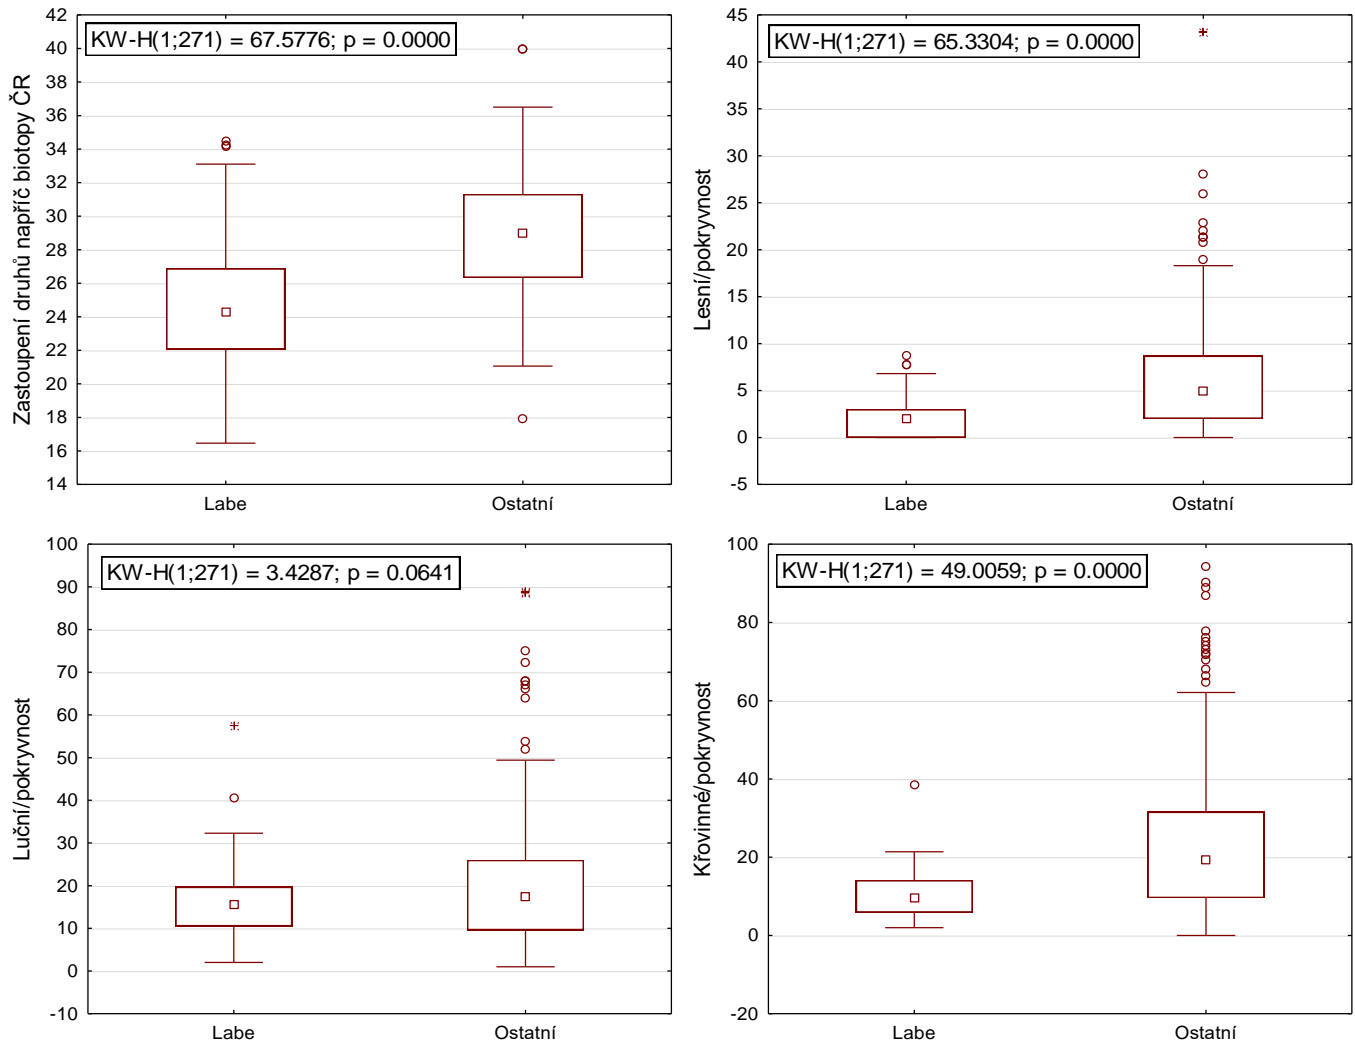 Zastoupení druhů napříč biotopy ČR
42
40
38
36
34
32
30
28
26
24
22
20
18
16
14
KW-H(1;271) = 67.5776; p = 0.0000
Labe
Ostatní
Lesní/pokryvnost
45
40
35
30
25
20
15
10
5
0
-5
KW-H(1;271) = 65.3304; p = 0.0000
Labe
Ostatní
Luční/pokryvnost
100
90
80
70
60
50
40
30
20
10
0
-10
KW-H(1;271) = 3.4287; p = 0.0641
Labe
Ostatní
Křovinné/pokryvnost
100
80
60
40
20
0
-20
KW-H(1;271) = 49.0059; p = 0.0000
Labe
Ostatní